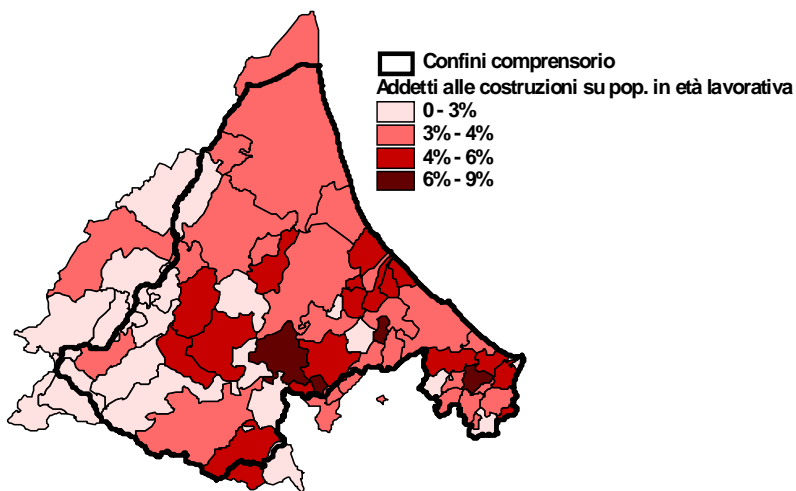 Confini comprensorio
Addetti alle costruzioni su pop. in età lavorativa
0 - 3%
3% - 4%
4% - 6%
6% - 9%